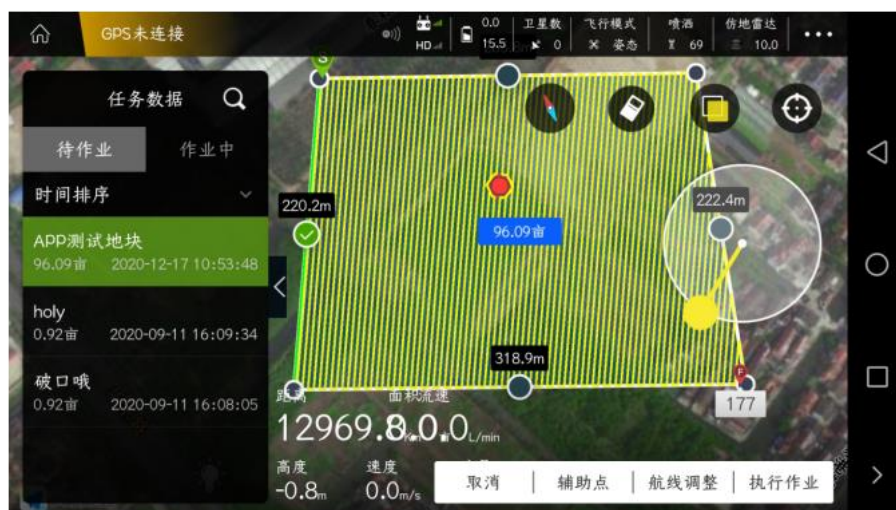 GPS未连接
HD
0.0
15.5
卫星数
0
飞行模式
姿态
喷洒
69
仿地雷达
10.0
任务数据
待作业
作业中
时间排序
APP测试地块
96.09亩 2020-12-17 10:53:48
holy
0.92亩 2020-09-11 16:09:34
破口哦
0.92亩 2020-09-11 16:08:05
S
220.2m
222.4m
96.09亩
318.9m
F
177
距离
面积流速
12969.8
0.0
L/min
高度
速度
-0.8m
0.0m/s
取消
辅助点
航线调整
执行作业